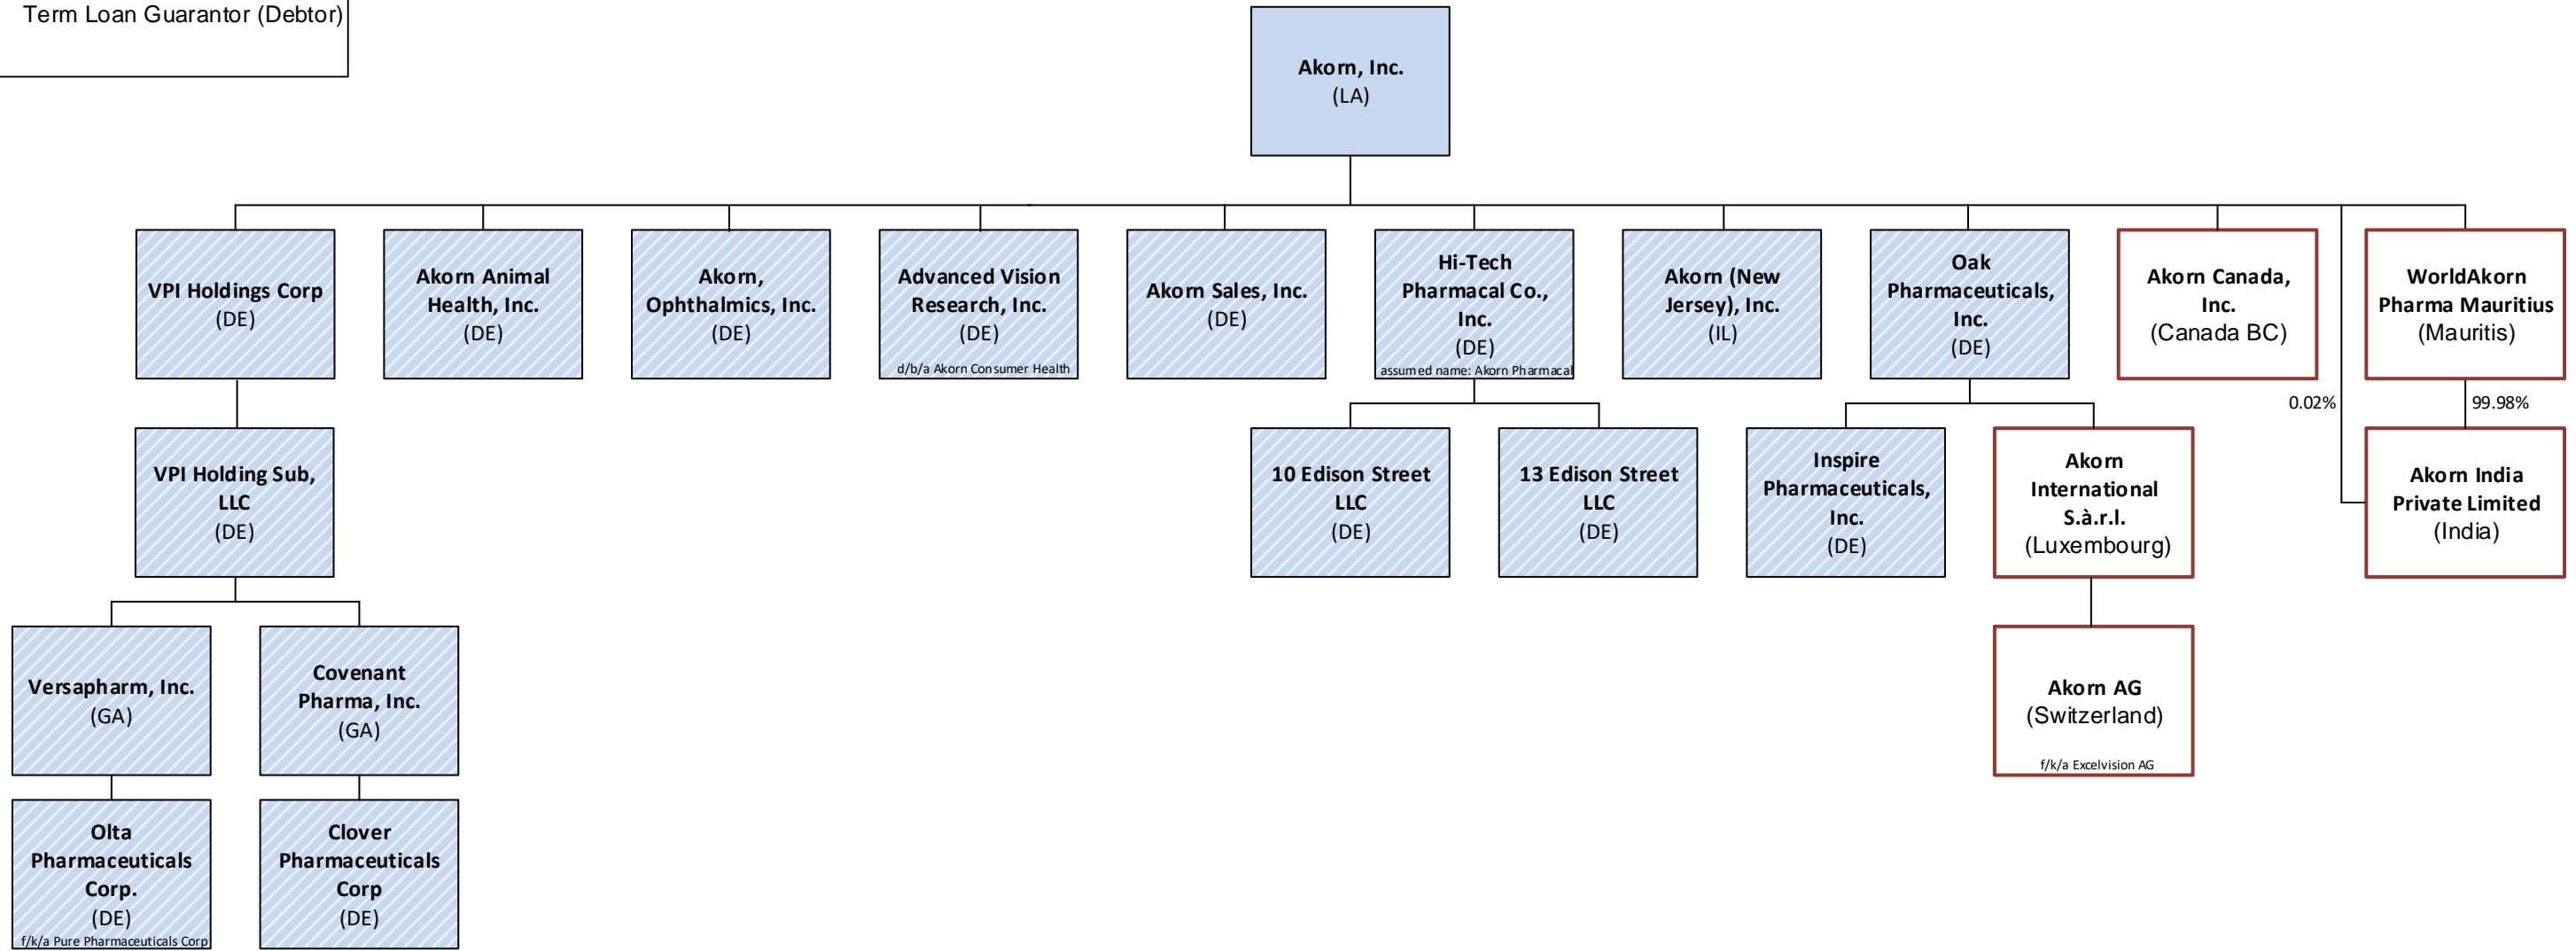 Term Loan Guarantor (Debtor)
Akorn, Inc.
(LA)
VPI Holdings Corp
(DE)
Akorn Animal
Health, Inc.
(DE)
Akorn,
Ophthalmics, Inc.
(DE)
Advanced Vision
Research, Inc.
(DE)
d/b/a Akorn Consumer Health
Akorn Sales, Inc.
(DE)
Hi-Tech
Pharmacal Co.,
Inc.
(DE)
assumed name: Akorn Pharmacal
Akorn (New
Jersey), Inc.
(IL)
Oak
Pharmaceuticals,
Inc.
(DE)
Akorn Canada,
Inc.
(Canada BC)
WorldAkorn
Pharma Mauritius
(Mauritis)
0.02%
99.98%
VPI Holding Sub,
LLC
(DE)
10 Edison Street
LLC
(DE)
13 Edison Street
LLC
(DE)
Inspire
Pharmaceuticals,
Inc.
(DE)
Akorn
International
S.à.r.l.
(Luxembourg)
Akorn India
Private Limited
(India)
Versapharm, Inc.
(GA)
Covenant
Pharma, Inc.
(GA)
Akorn AG
(Switzerland)
f/k/a Excelvision AG
Olta
Pharmaceuticals
Corp.
(DE)
f/k/a Pure Pharmaceuticals Corp
Clover
Pharmaceuticals
Corp
(DE)